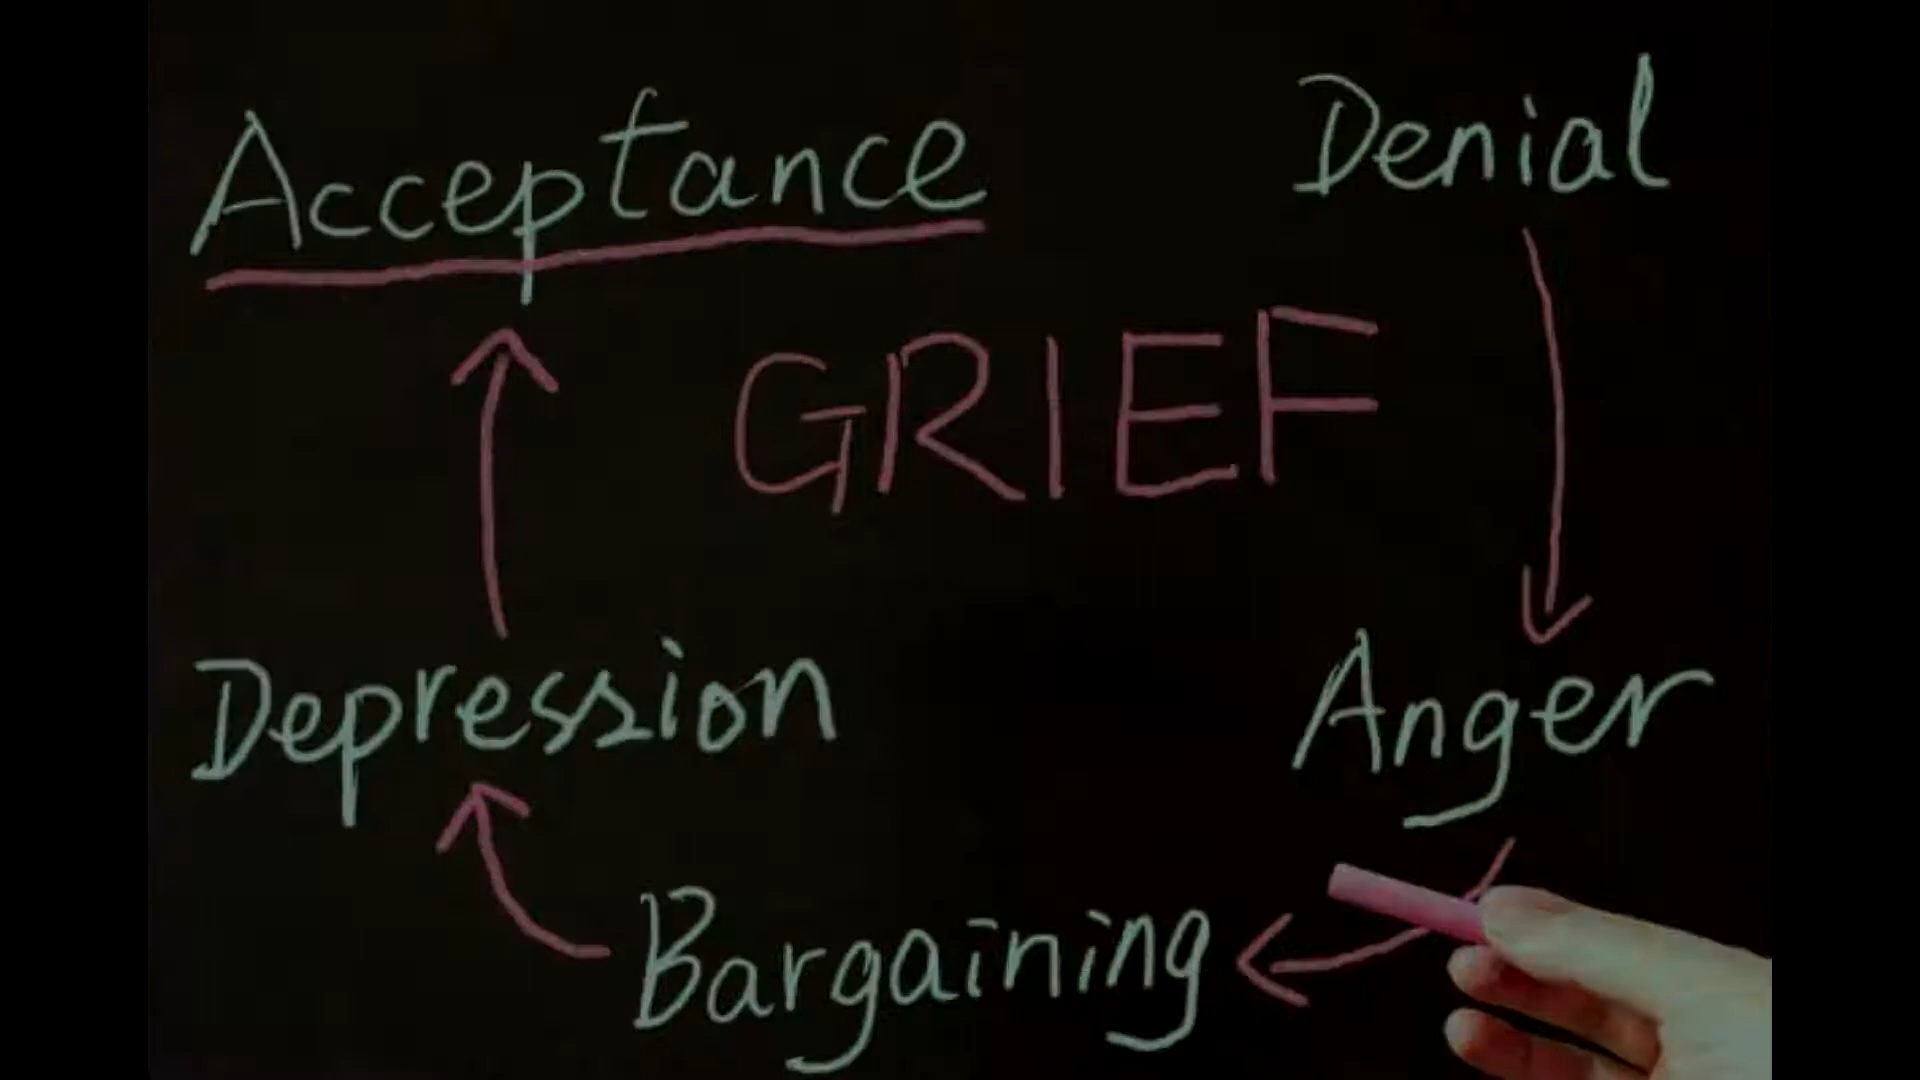 Acceptance
Denial
GRIEF
Depression
Anger
Bargaining